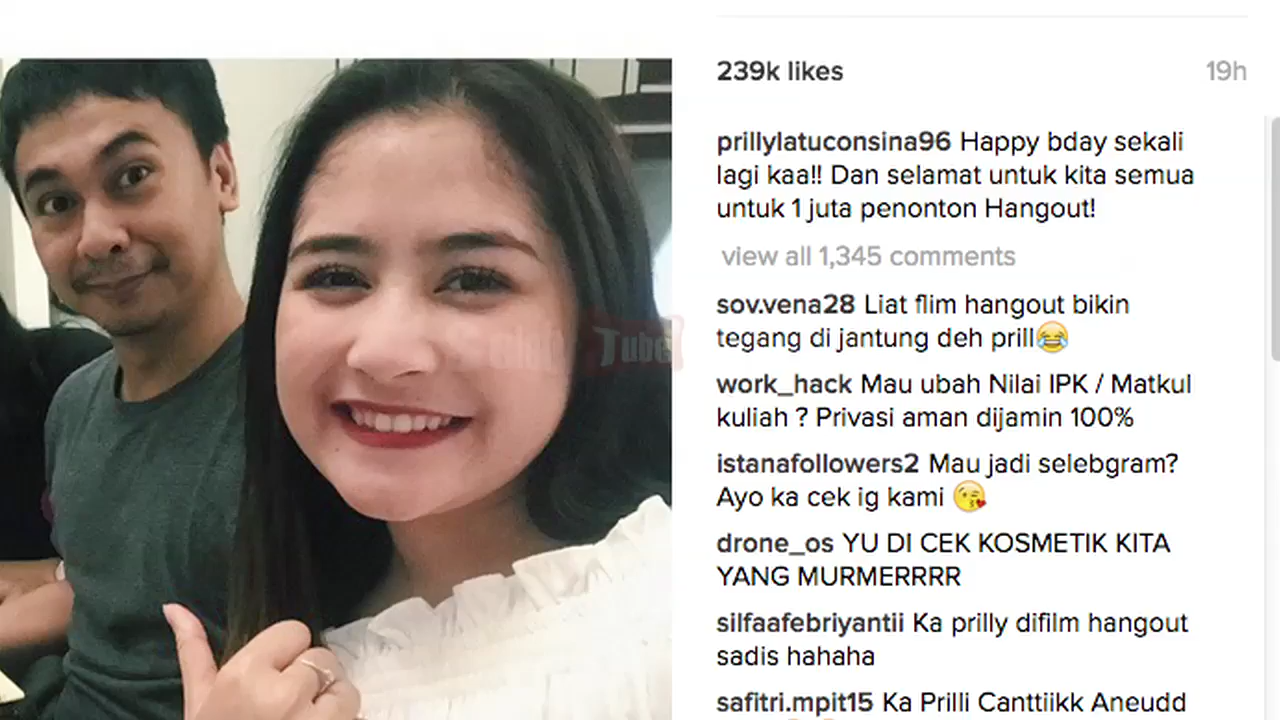 239k likes 19h
prillylatuconsina96 Happy bday sekali
lagi kaa!! Dan selamat untuk kita semua
untuk 1 juta penonton Hangout!
view all 1,345 comments
sov.vena28 Liat flim hangout bikin
tegang di jantung deh prill😂
work_hack Mau ubah Nilai IPK / Matkul
kuliah ? Privasi aman dijamin 100%
istanafollowers2 Mau jadi selebgram?
Ayo ka cek ig kami 😘
drone_os YU DI CEK KOSMETIK KITA
YANG MURMERRRR
silfaafebriyantii Ka prilly difilm hangout
sadis hahaha
safitri.mpit15 Ka Prilli Canttiikk Aneudd
Tube